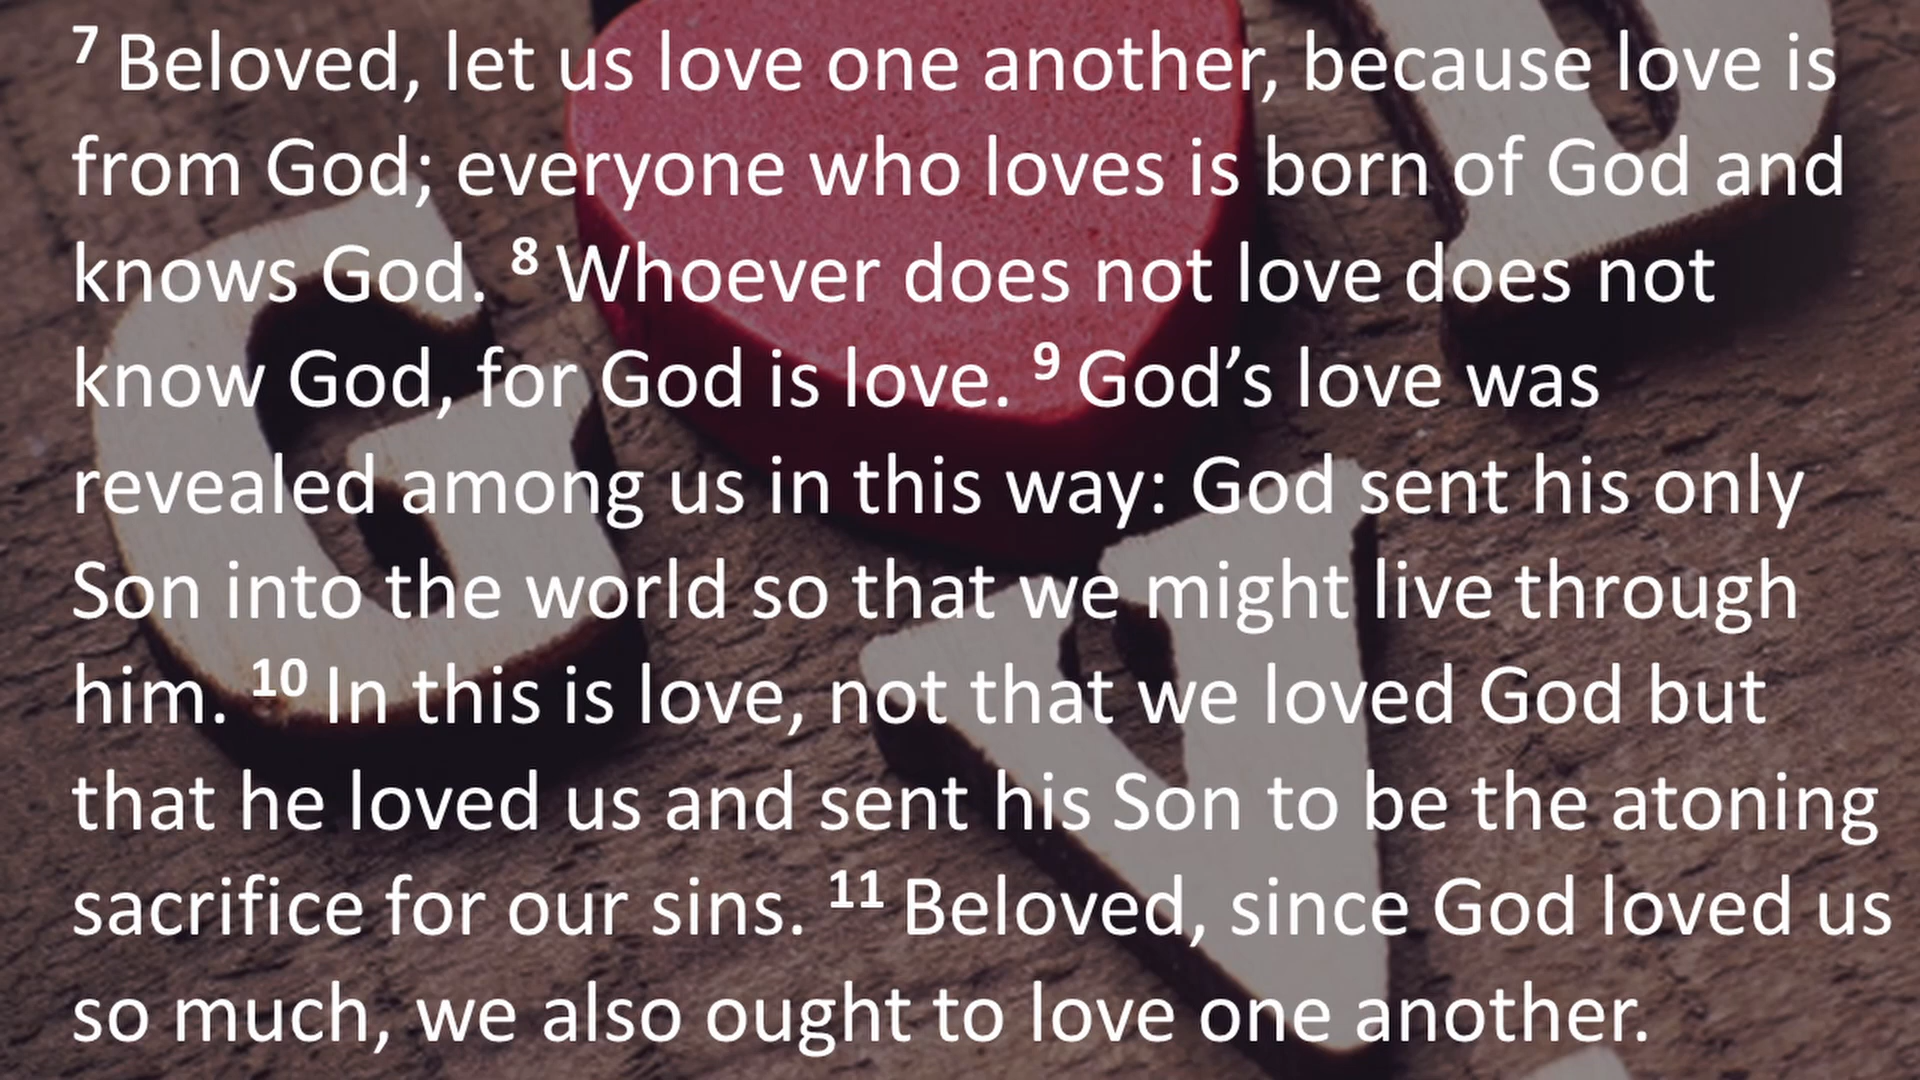 7 Beloved, let us love one another, because love is
from God; everyone who loves is born of God and
knows God. 8 Whoever does not love does not
know God, for God is love. 9 God’s love was
revealed among us in this way: God sent his only
Son into the world so that we might live through
him. 10 In this is love, not that we loved God but
that he loved us and sent his Son to be the atoning
sacrifice for our sins. 11 Beloved, since God loved us
so much, we also ought to love one another.